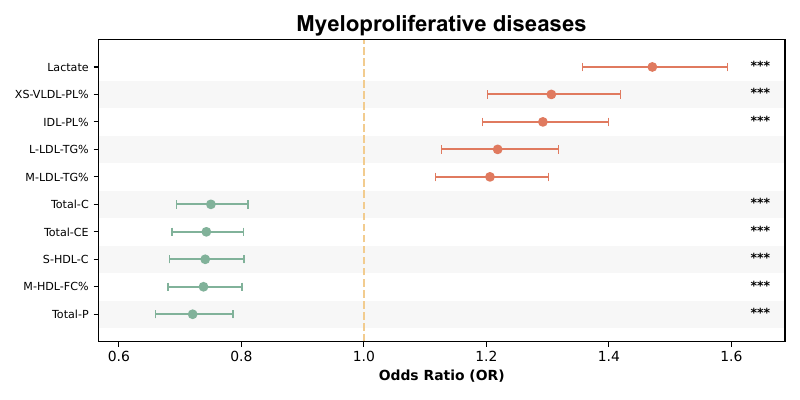 Myeloproliferative diseases
Lactate ***
XS-VLDL-PL% ***
IDL-PL% ***
L-LDL-TG%
M-LDL-TG%
Total-C ***
Total-CE ***
S-HDL-C ***
M-HDL-FC% ***
Total-P ***
0.6 0.8 1.0 1.2 1.4 1.6
Odds Ratio (OR)